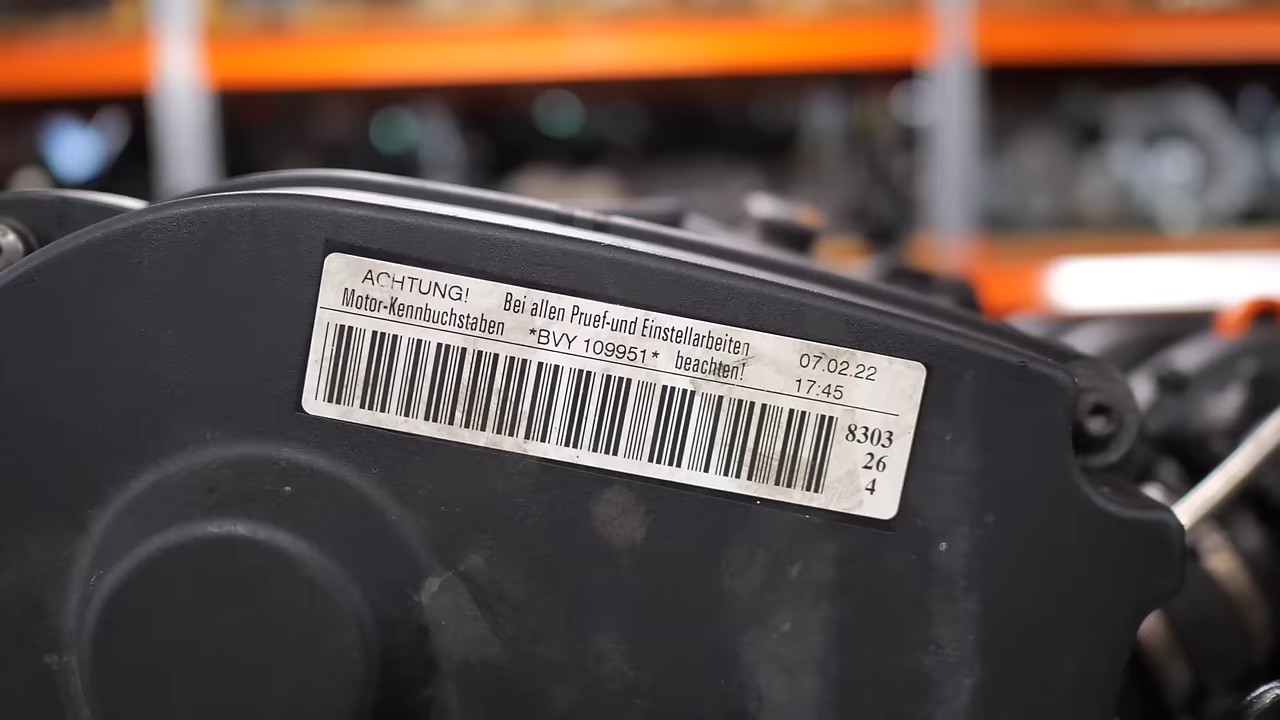 ACHTUNG! Bei allen Pruef-und Einstellarbeiten 07.02.22
Motor-Kennbuchstaben *BVY 109951* beachten! 17:45
8303
26
4